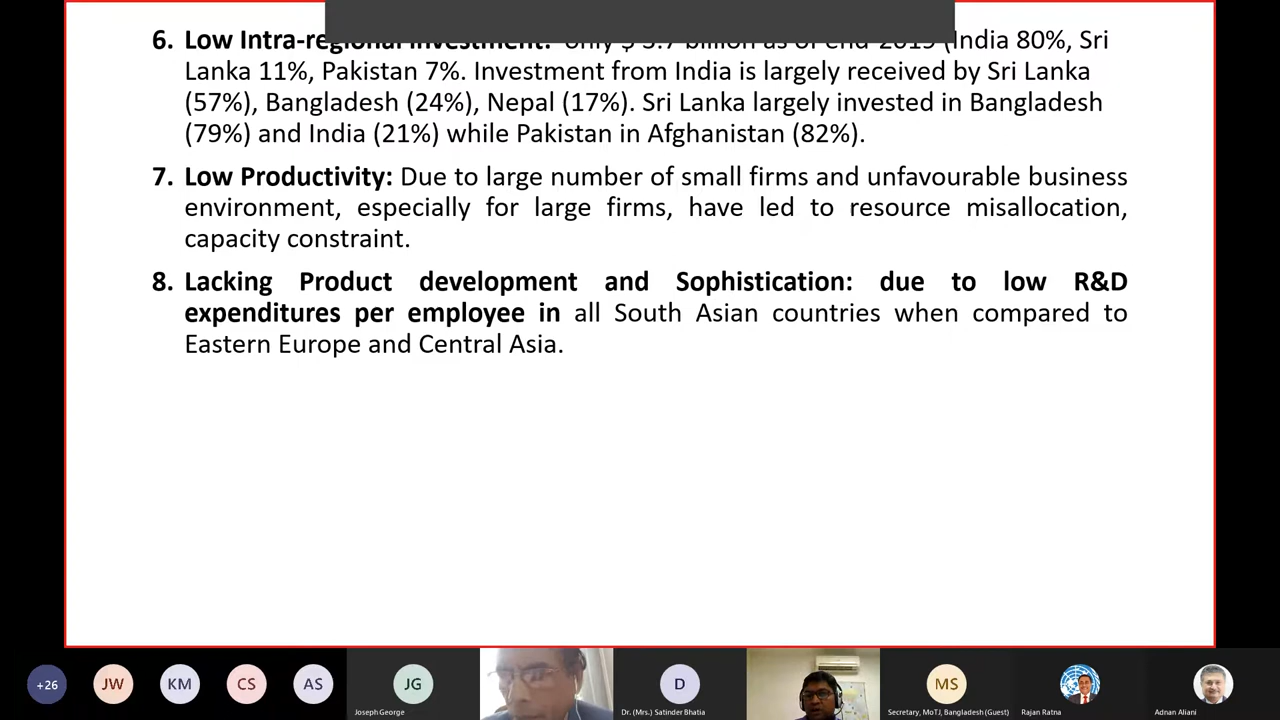 6. Low Intra-regional Investment: only $ 3.7 billion as of end 2015 (India 80%, Sri
Lanka 11%, Pakistan 7%. Investment from India is largely received by Sri Lanka
(57%), Bangladesh (24%), Nepal (17%). Sri Lanka largely invested in Bangladesh
(79%) and India (21%) while Pakistan in Afghanistan (82%).
7. Low Productivity: Due to large number of small firms and unfavourable business
environment, especially for large firms, have led to resource misallocation,
capacity constraint.
8. Lacking Product development and Sophistication: due to low R&D
expenditures per employee in all South Asian countries when compared to
Eastern Europe and Central Asia.
+26
JW
KM
CS
AS
JG
Joseph George
D
Dr. (Mrs.) Satinder Bhatia
MS
Secretary, MoTJ, Bangladesh (Guest)
Rajan Ratna
Adnan Aliani